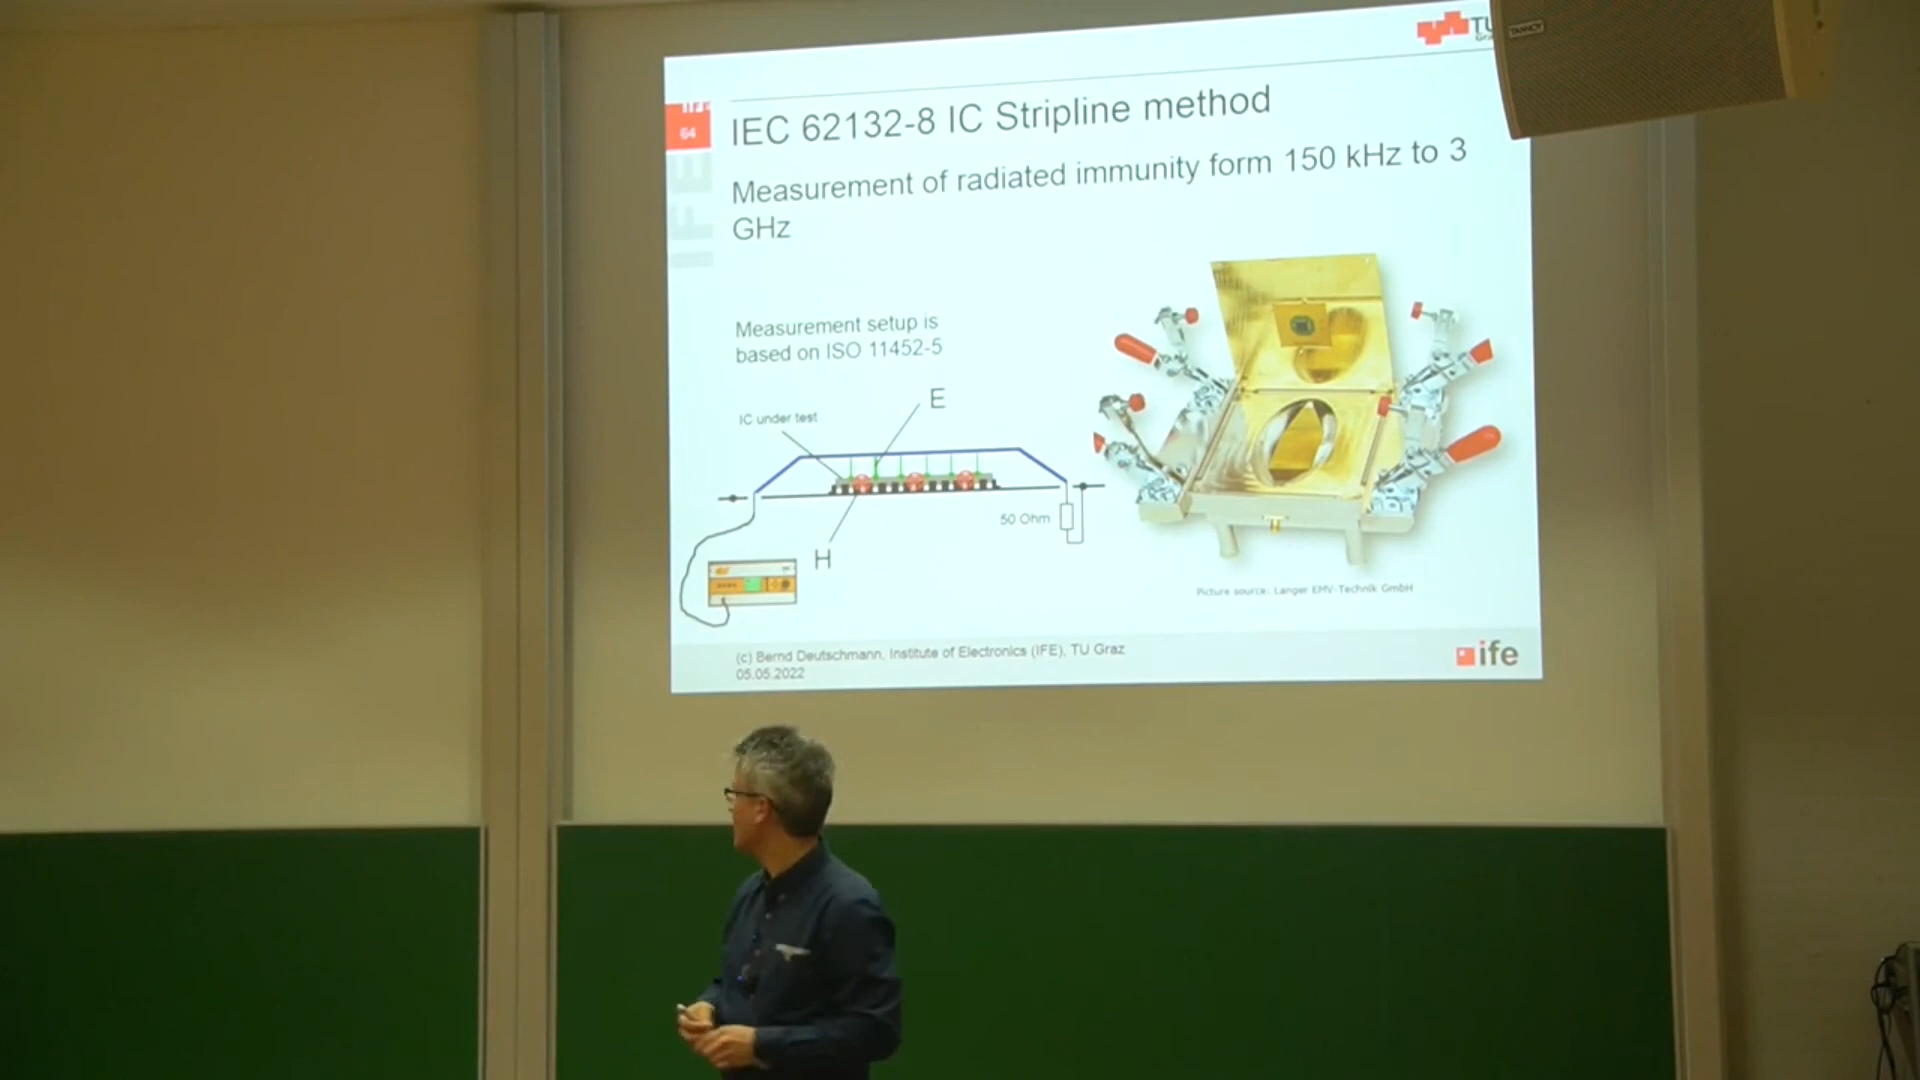 TU
64
IFE
IEC 62132-8 IC Stripline method
Measurement of radiated immunity form 150 kHz to 3
GHz
Measurement setup is
based on ISO 11452-5
IC under test
E
H
50 Ohm
Picture source: Langer EMV-Technik GmbH
(c) Bernd Deutschmann, Institute of Electronics (IFE), TU Graz
05.05.2022
ife
TANNOY